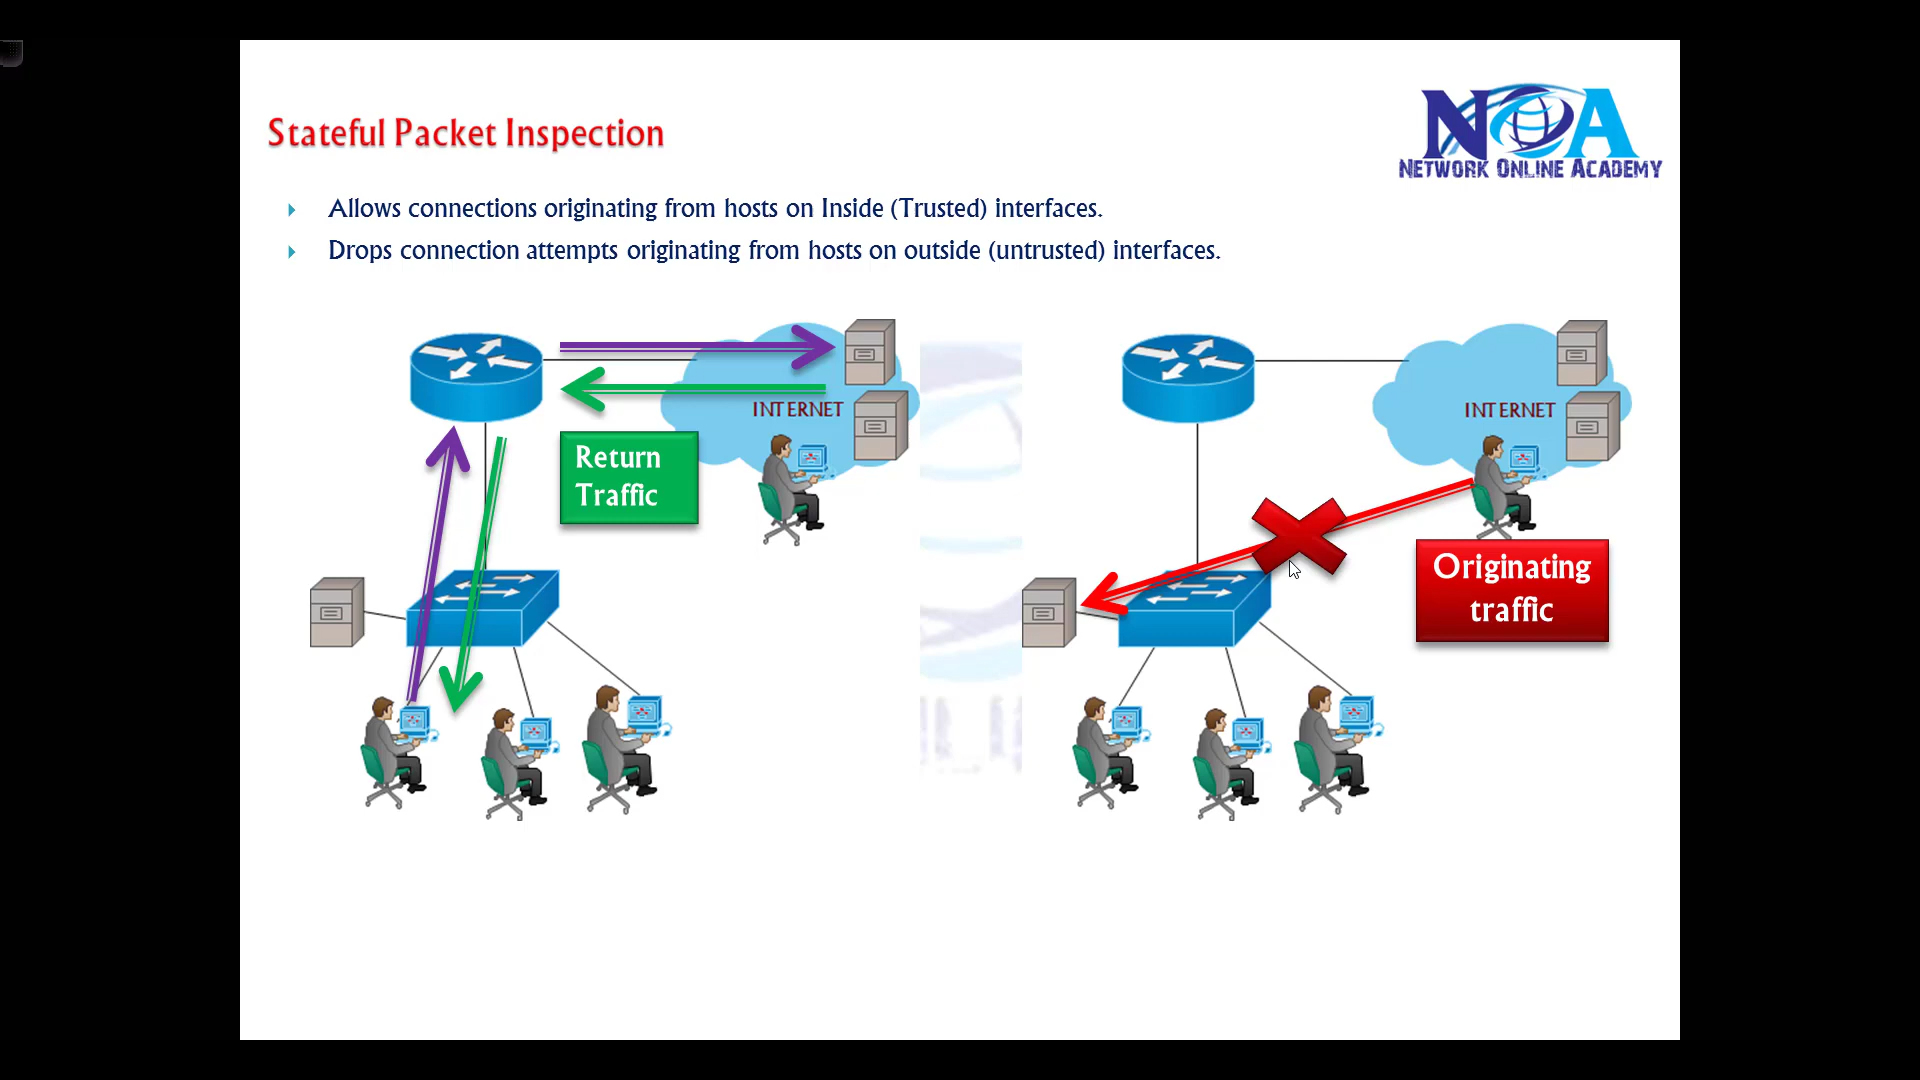 Stateful Packet Inspection
NOA
NETWORK ONLINE ACADEMY
Allows connections originating from hosts on Inside (Trusted) interfaces.
Drops connection attempts originating from hosts on outside (untrusted) interfaces.
INTERNET
Return
Traffic
INTERNET
Originating
traffic